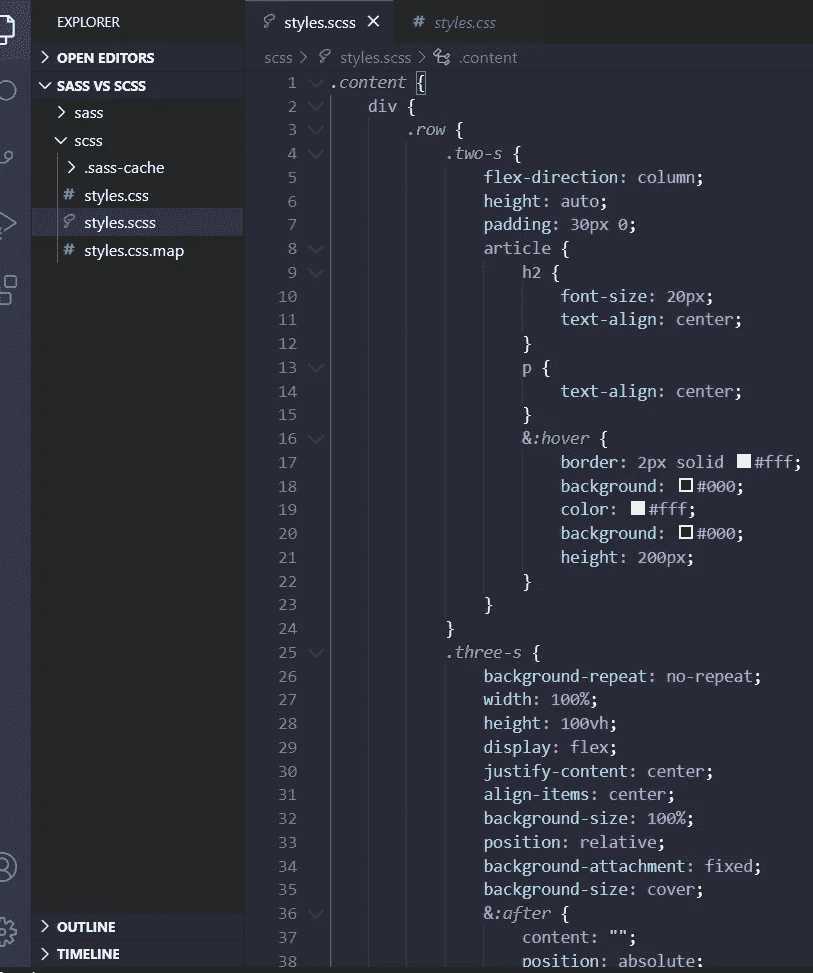 EXPLORER
OPEN EDITORS
SASS VS SCSS
sass
scss
.sass-cache
styles.css
styles.scss
styles.css.map
OUTLINE
TIMELINE
styles.scss
# styles.css
scss > styles.scss > .content
1 .content {
2 div {
3 .row {
4 .two-s {
5 flex-direction: column;
6 height: auto;
7 padding: 30px 0;
8 article {
9 h2 {
10 font-size: 20px;
11 text-align: center;
12 }
13 p {
14 text-align: center;
15 }
16 &:hover {
17 border: 2px solid #fff;
18 background: #000;
19 color: #fff;
20 background: #000;
21 height: 200px;
22 }
23 }
24 }
25 .three-s {
26 background-repeat: no-repeat;
27 width: 100%;
28 height: 100vh;
29 display: flex;
30 justify-content: center;
31 align-items: center;
32 background-size: 100%;
33 position: relative;
34 background-attachment: fixed;
35 background-size: cover;
36 &:after {
37 content: "";
38 position: absolute;